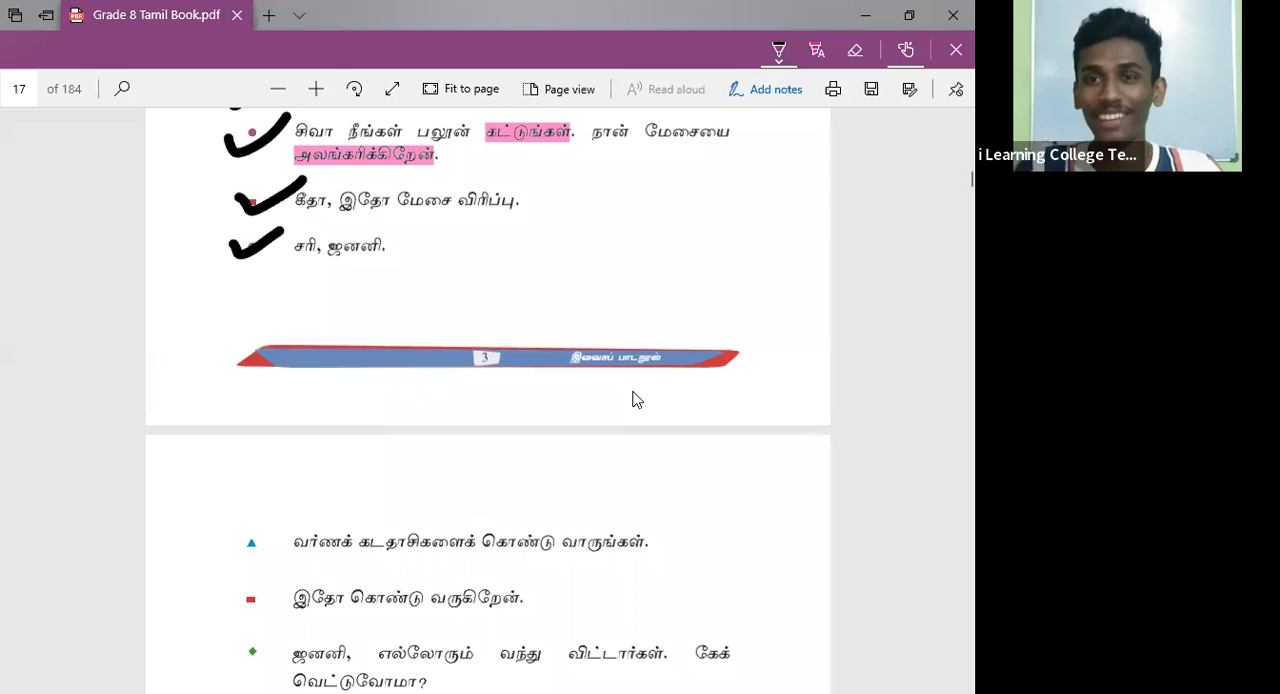 Grade 8 Tamil Book.pdf
17 of 184
Fit to page
Page view
Read aloud
Add notes
i Learning College Te...
சிவா நீங்கள் பலூன் கட்டுங்கள். நான் மேசையை
அலங்கரிக்கிறேன்.
கீதா, இதோ மேசை விரிப்பு.
சரி, ஜனனி.
3 இலவசப் பாடநூல்
வர்ணக் கடதாசிகளைக் கொண்டு வாருங்கள்.
இதோ கொண்டு வருகிறேன்.
ஜனனி, எல்லோரும் வந்து விட்டார்கள். கேக்
வெட்டுவோமா?